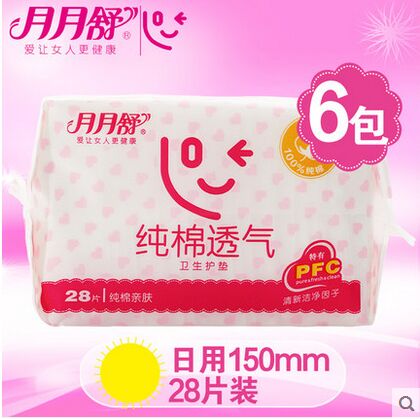 月月舒®
爱让女人更健康
6包
月月舒®
爱让女人更健康
100%纯棉
纯棉透气
卫生护垫
特有
PFC
pure&fresh&clean
清新洁净因子
28片 纯棉亲肤
日用150mm
28片装